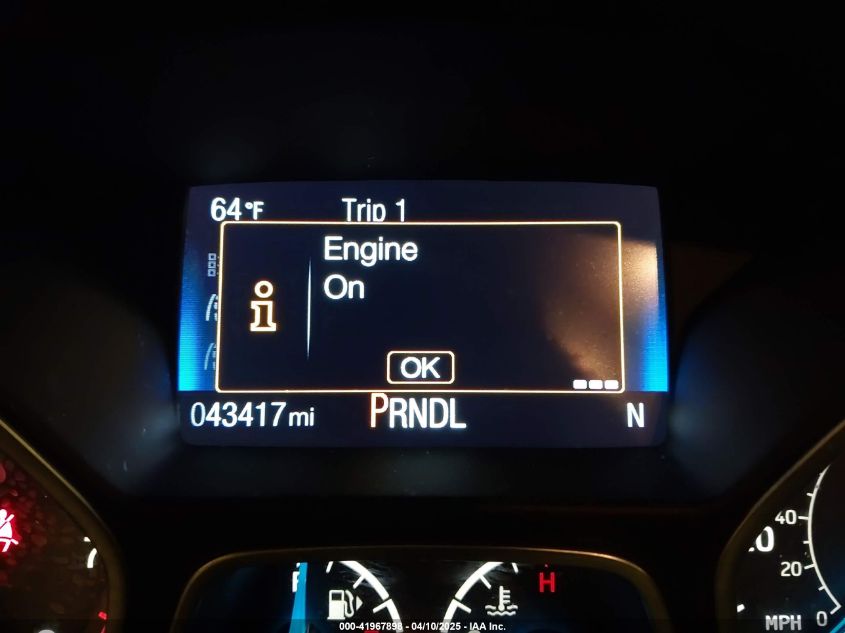 64°F Trip 1
Engine
On
OK
043417mi PRNDL N
40
20
0
MPH 0
H
000-41967898 - 04/10/2025 - IAA Inc.